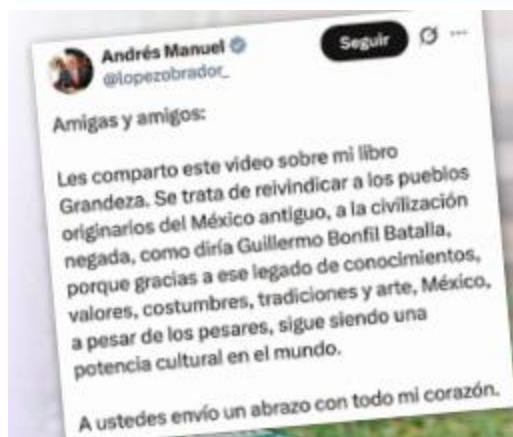 Andrés Manuel
@lopezobrador_
Seguir
Amigas y amigos:
Les comparto este video sobre mi libro
Grandeza. Se trata de reivindicar a los pueblos
originarios del México antiguo, a la civilización
negada, como diría Guillermo Bonfil Batalla,
porque gracias a ese legado de conocimientos,
valores, costumbres, tradiciones y arte, México,
a pesar de los pesares, sigue siendo una
potencia cultural en el mundo.
A ustedes envío un abrazo con todo mi corazón.